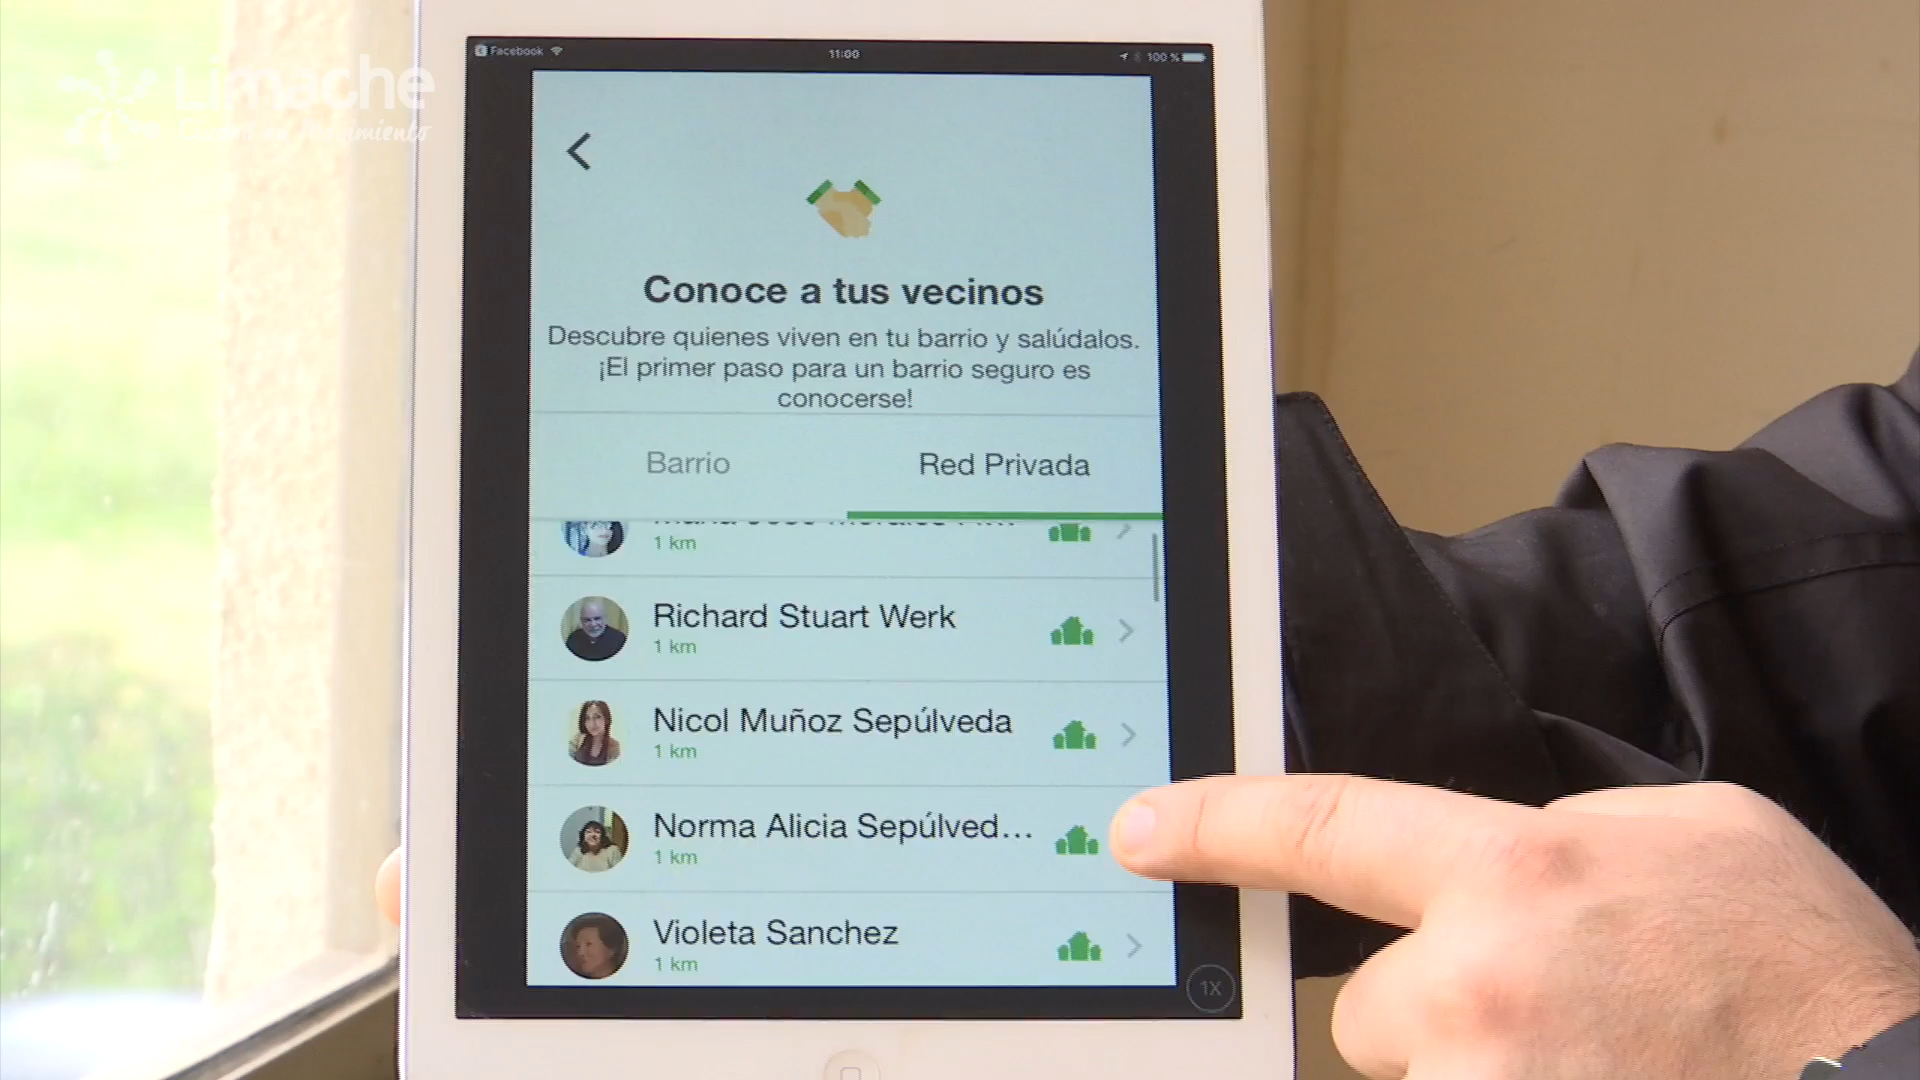 Facebook
11:00
100 %
Limache
Conoce a tus vecinos
Descubre quienes viven en tu barrio y salúdalos.
¡El primer paso para un barrio seguro es
conocerse!
Barrio
Red Privada
1 km
Richard Stuart Werk
1 km
Nicol Muñoz Sepúlveda
1 km
Norma Alicia Sepúlved...
1 km
Violeta Sanchez
1 km
1X